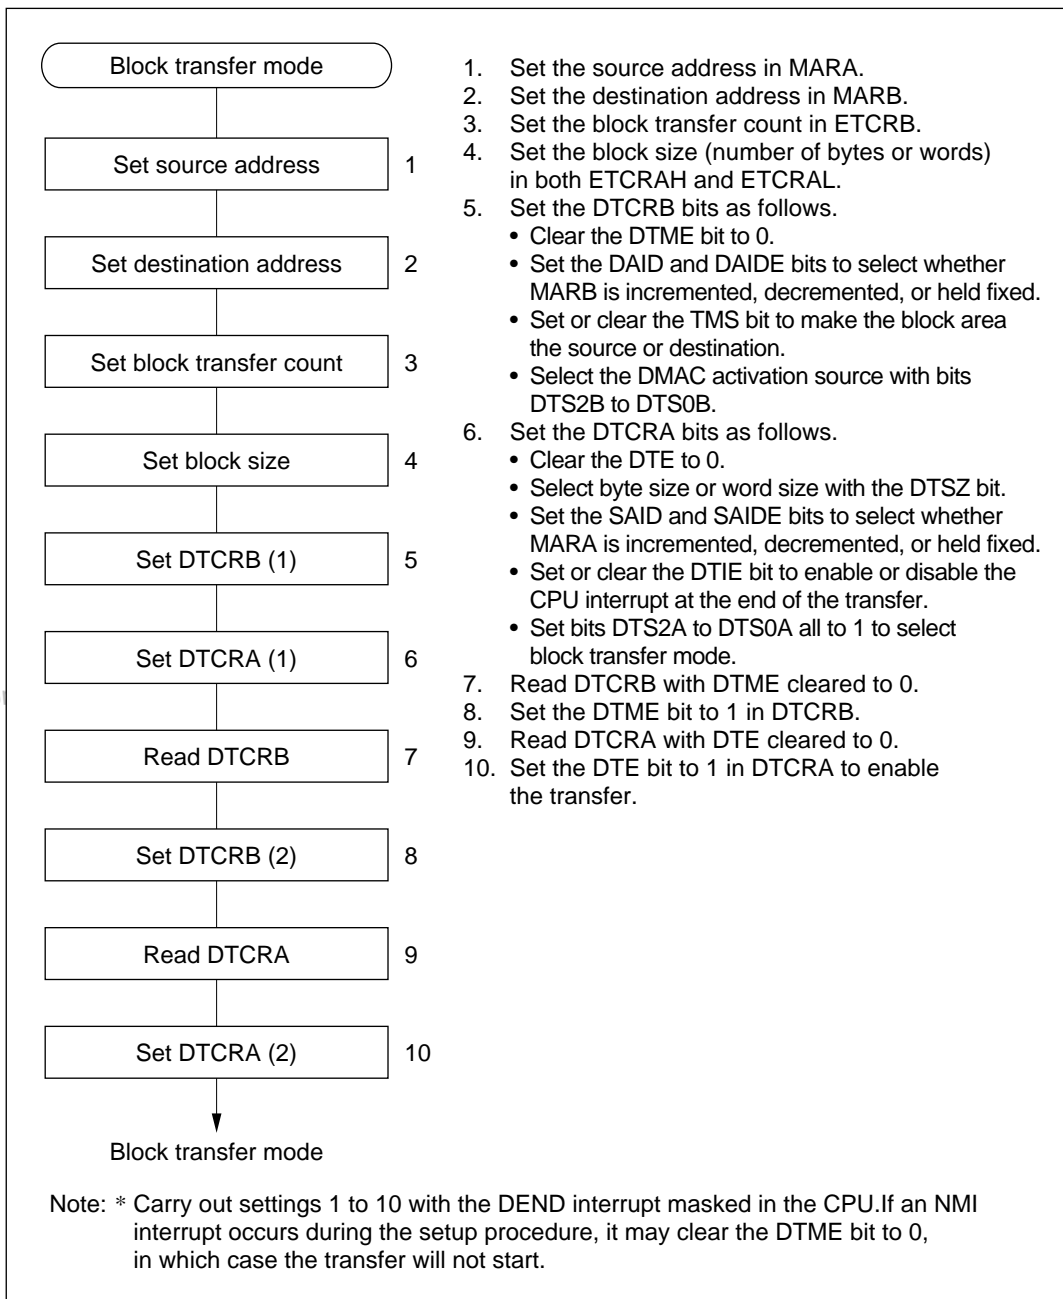 Block transfer mode
Set source address 1
Set destination address 2
Set block transfer count 3
Set block size 4
Set DTCRB (1) 5
Set DTCRA (1) 6
Read DTCRB 7
Set DTCRB (2) 8
Read DTCRA 9
Set DTCRA (2) 10
Block transfer mode
1. Set the source address in MARA.
2. Set the destination address in MARB.
3. Set the block transfer count in ETCRB.
4. Set the block size (number of bytes or words)
in both ETCRAH and ETCRAL.
5. Set the DTCRB bits as follows.
• Clear the DTME bit to 0.
• Set the DAID and DAIDE bits to select whether
MARB is incremented, decremented, or held fixed.
• Set or clear the TMS bit to make the block area
the source or destination.
• Select the DMAC activation source with bits
DTS2B to DTS0B.
6. Set the DTCRA bits as follows.
• Clear the DTE to 0.
• Select byte size or word size with the DTSZ bit.
• Set the SAID and SAIDE bits to select whether
MARA is incremented, decremented, or held fixed.
• Set or clear the DTIE bit to enable or disable the
CPU interrupt at the end of the transfer.
• Set bits DTS2A to DTS0A all to 1 to select
block transfer mode.
7. Read DTCRB with DTME cleared to 0.
8. Set the DTME bit to 1 in DTCRB.
9. Read DTCRA with DTE cleared to 0.
10. Set the DTE bit to 1 in DTCRA to enable
the transfer.
Note: * Carry out settings 1 to 10 with the DEND interrupt masked in the CPU.If an NMI
interrupt occurs during the setup procedure, it may clear the DTME bit to 0,
in which case the transfer will not start.